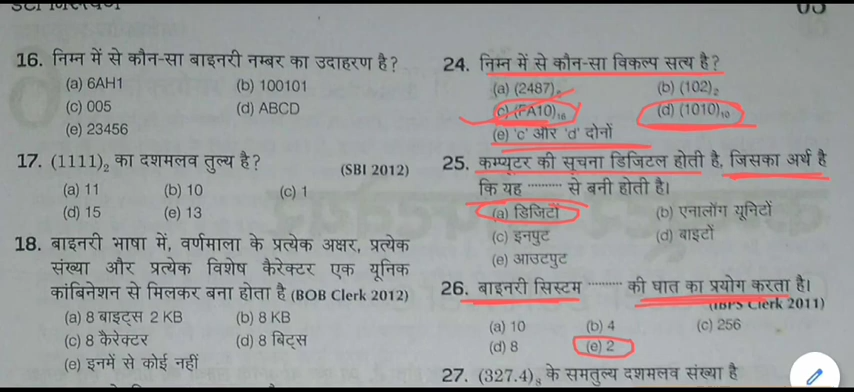 05
16. निम्न में से कौन-सा बाइनरी नम्बर का उदाहरण है?
(a) 6AH1 (b) 100101
(c) 005 (d) ABCD
(e) 23456
17. (1111)₂ का दशमलव तुल्य है? (SBI 2012)
(a) 11 (b) 10 (c) 1
(d) 15 (e) 13
18. बाइनरी भाषा में, वर्णमाला के प्रत्येक अक्षर, प्रत्येक
संख्या और प्रत्येक विशेष कैरेक्टर एक यूनिक
कांबिनेशन से मिलकर बना होता है (BOB Clerk 2012)
(a) 8 बाइट्स 2 KB (b) 8 KB
(c) 8 कैरेक्टर (d) 8 बिट्स
(e) इनमें से कोई नहीं
24. निम्न में से कौन-सा विकल्प सत्य है?
(a) (2487) (b) (102)₂
(c) (FA10)₁₆ (d) (1010)₁₀
(e) 'c' और 'd' दोनों
25. कम्प्यूटर की सूचना डिजिटल होती है, जिसका अर्थ है
कि यह ......... से बनी होती है।
(a) डिजिटों (b) एनालॉग यूनिटों
(c) इनपुट (d) बाइटों
(e) आउटपुट
26. बाइनरी सिस्टम ......... की घात का प्रयोग करता है।
(IBPS Clerk 2011)
(a) 10 (b) 4 (c) 256
(d) 8 (e) 2
27. (327.4)₈ के समतुल्य दशमलव संख्या है